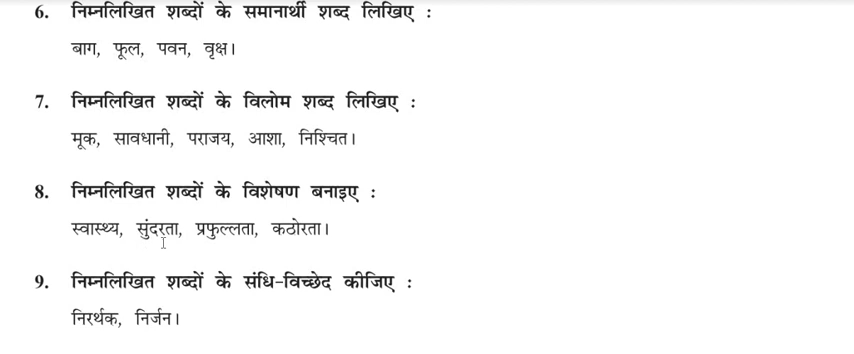 6. निम्नलिखित शब्दों के समानार्थी शब्द लिखिए :
बाग, फूल, पवन, वृक्ष।
7. निम्नलिखित शब्दों के विलोम शब्द लिखिए :
मूक, सावधानी, पराजय, आशा, निश्चित।
8. निम्नलिखित शब्दों के विशेषण बनाइए :
स्वास्थ्य, सुंदरता, प्रफुल्लता, कठोरता।
9. निम्नलिखित शब्दों के संधि-विच्छेद कीजिए :
निरर्थक, निर्जन।